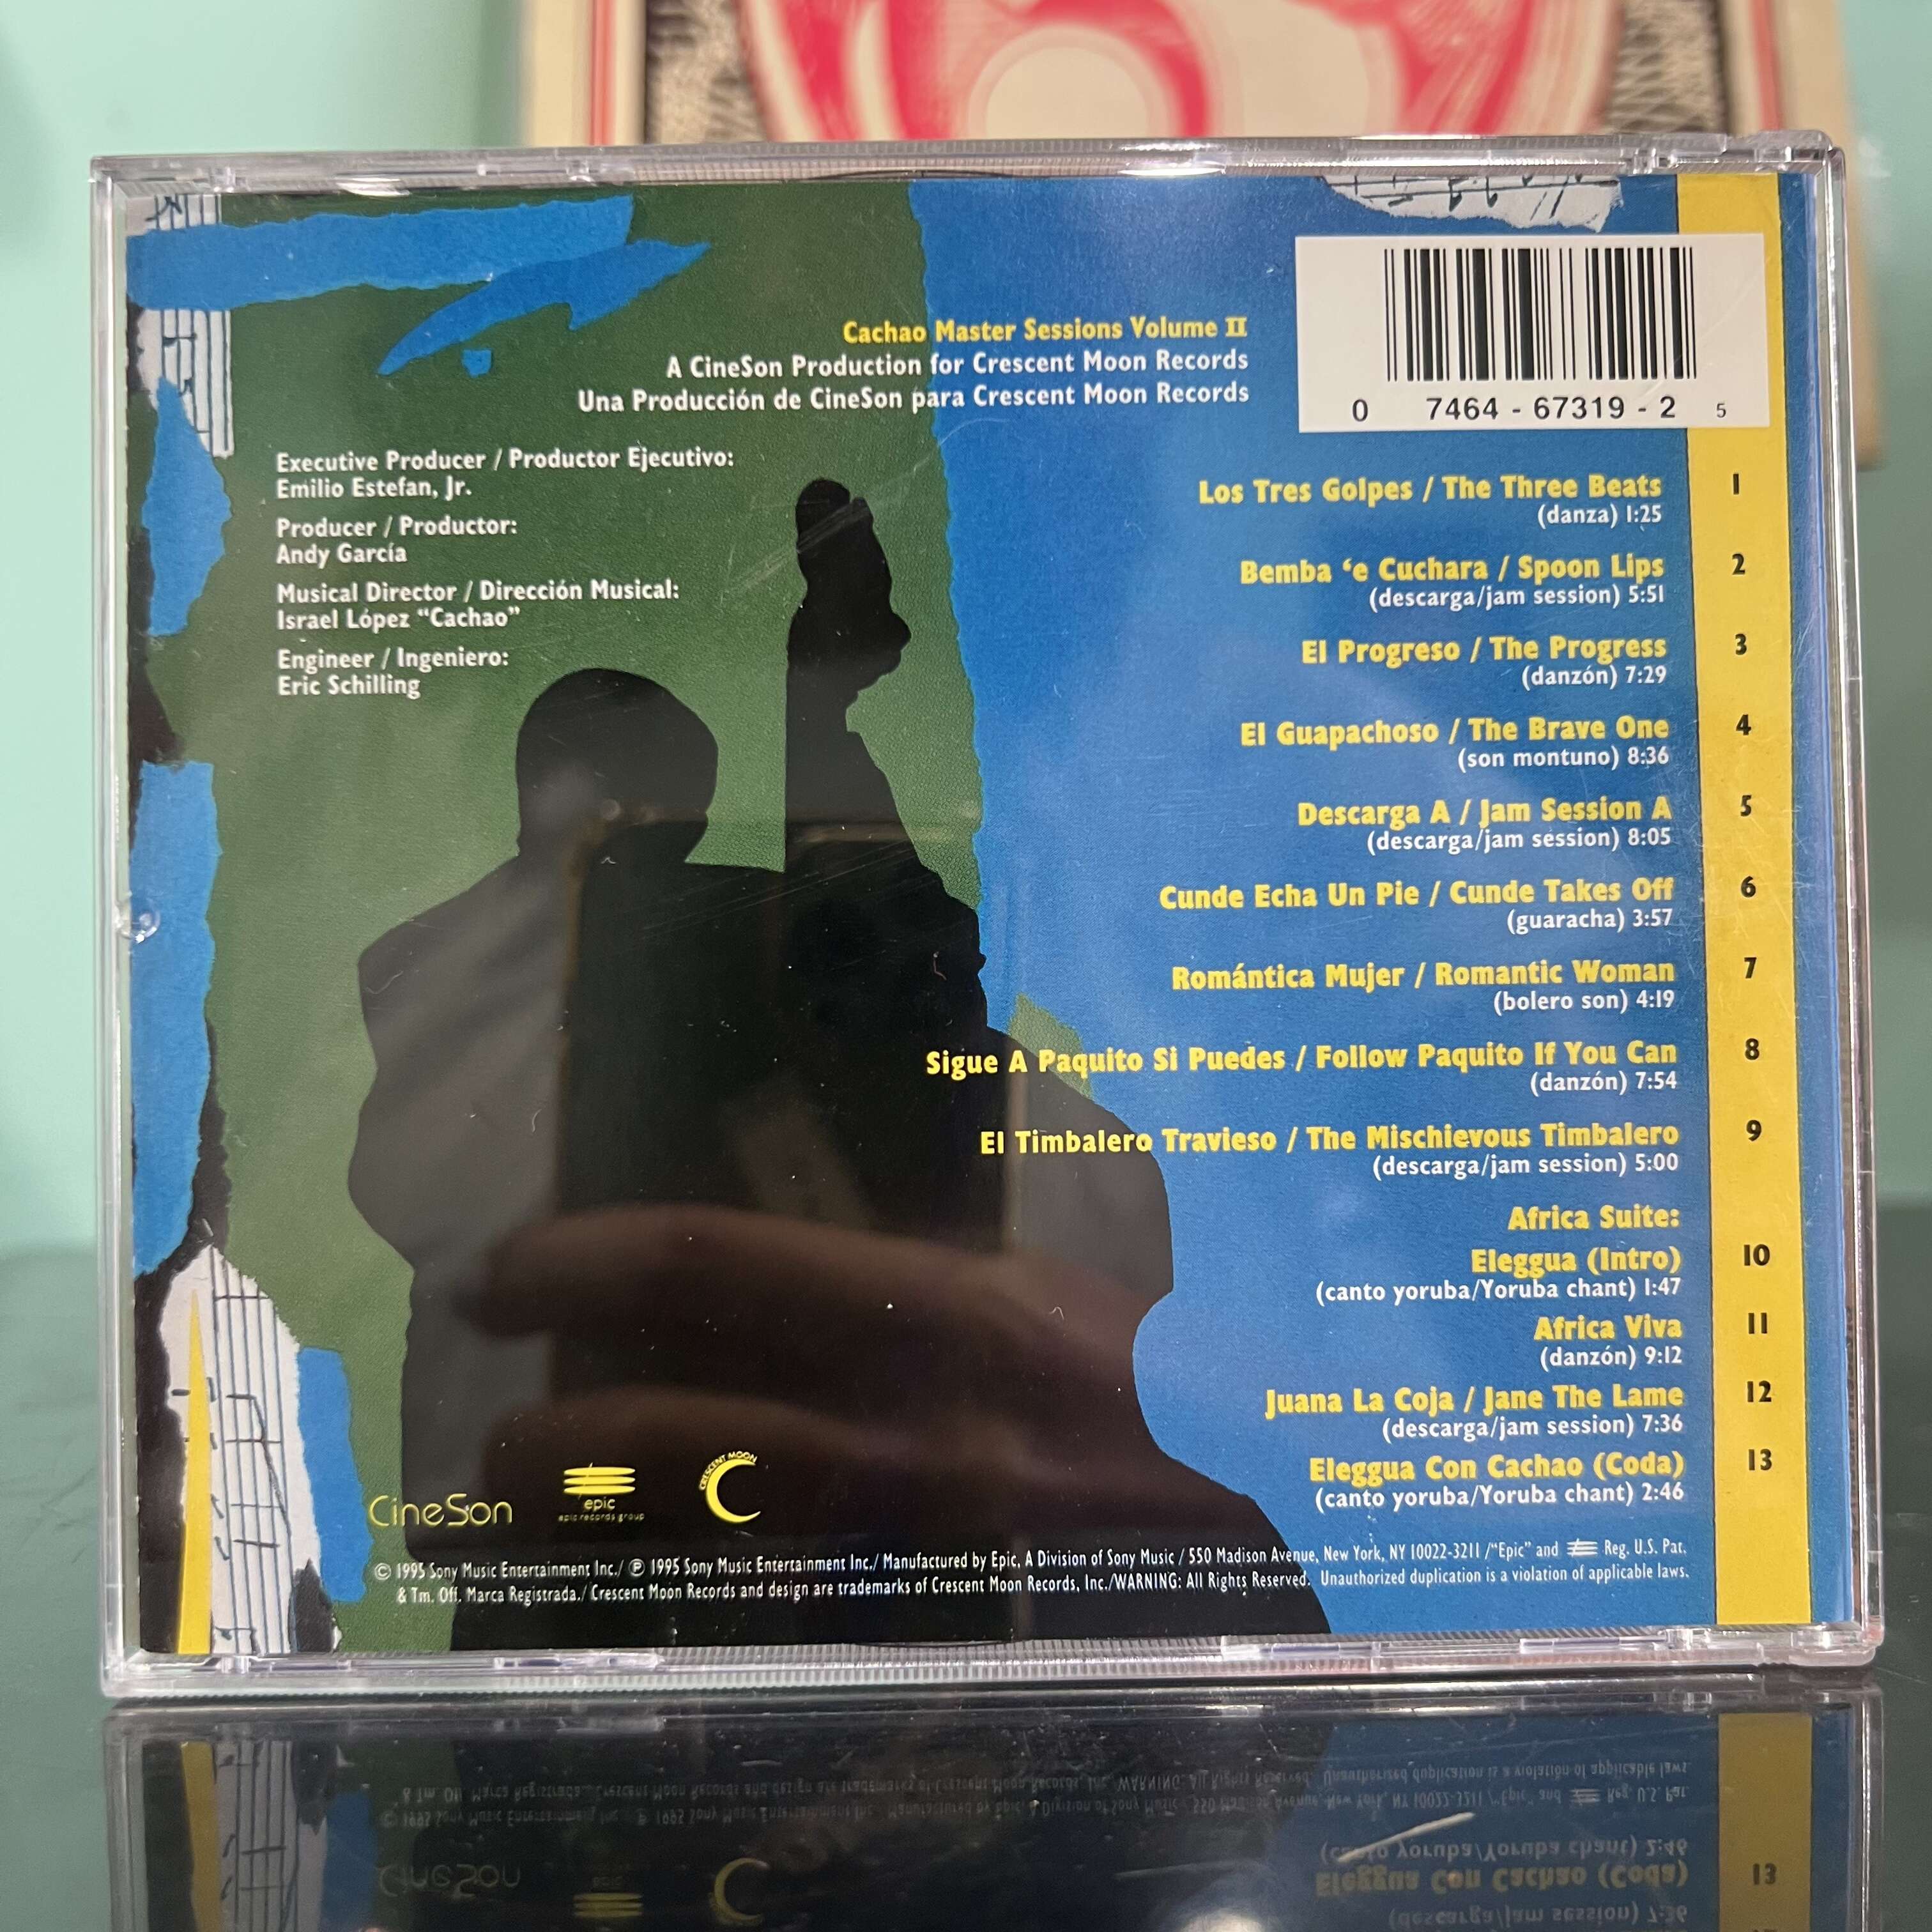 Cachao Master Sessions Volume II
A CineSon Production for Crescent Moon Records
Una Producción de CineSon para Crescent Moon Records
0 7464 - 67319 - 2 5
Executive Producer / Productor Ejecutivo:
Emilio Estefan, Jr.
Producer / Productor:
Andy García
Musical Director / Dirección Musical:
Israel López "Cachao"
Engineer / Ingeniero:
Eric Schilling
Los Tres Golpes / The Three Beats 1
(danza) 1:25
Bemba 'e Cuchara / Spoon Lips 2
(descarga/jam session) 5:51
El Progreso / The Progress 3
(danzón) 7:29
El Guapachoso / The Brave One 4
(son montuno) 8:36
Descarga A / Jam Session A 5
(descarga/jam session) 8:05
Cunde Echa Un Pie / Cunde Takes Off 6
(guaracha) 3:57
Romántica Mujer / Romantic Woman 7
(bolero son) 4:19
Sigue A Paquito Si Puedes / Follow Paquito If You Can 8
(danzón) 7:54
El Timbalero Travieso / The Mischievous Timbalero 9
(descarga/jam session) 5:00
Africa Suite:
Eleggua (Intro) 10
(canto yoruba/Yoruba chant) 1:47
Africa Viva 11
(danzón) 9:12
Juana La Coja / Jane The Lame 12
(descarga/jam session) 7:36
Eleggua Con Cachao (Coda) 13
(canto yoruba/Yoruba chant) 2:46
CineSon
epic
epic records group
CRESCENT MOON
© 1995 Sony Music Entertainment Inc./ ℗ 1995 Sony Music Entertainment Inc./ Manufactured by Epic, A Division of Sony Music / 550 Madison Avenue, New York, NY 10022-3211 /"Epic" and Reg. U.S. Pat.
& Tm. Off. Marca Registrada./ Crescent Moon Records and design are trademarks of Crescent Moon Records, Inc./WARNING: All Rights Reserved. Unauthorized duplication is a violation of applicable laws.